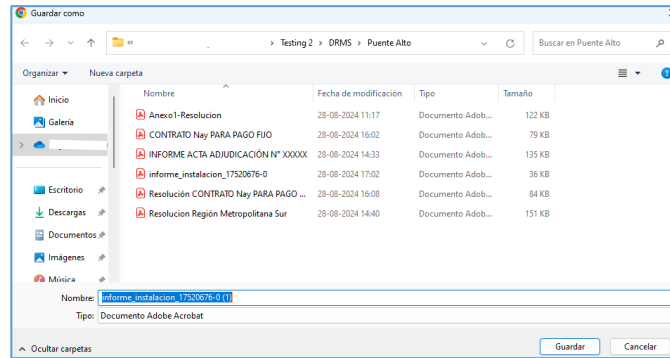 Guardar como
« . > Testing 2 > DRMS > Puente Alto
Buscar en Puente Alto
Organizar Nueva carpeta
Nombre Fecha de modificación Tipo Tamaño
Inicio
Galería
Escritorio
Descargas
Documentos
Imágenes
Música
Anexo1-Resolucion 28-08-2024 11:17 Documento Adob... 122 KB
CONTRATO Nay PARA PAGO FIJO 28-08-2024 16:02 Documento Adob... 79 KB
INFORME ACTA ADJUDICACIÓN N° XXXXX 28-08-2024 14:33 Documento Adob... 135 KB
informe_instalacion_17520676-0 28-08-2024 17:02 Documento Adob... 36 KB
Resolución CONTRATO Nay PARA PAGO ... 28-08-2024 16:08 Documento Adob... 84 KB
Resolucion Región Metropolitana Sur 28-08-2024 14:40 Documento Adob... 151 KB
Nombre: informe_instalacion_17520676-0 (1)
Tipo: Documento Adobe Acrobat
Ocultar carpetas
Guardar Cancelar